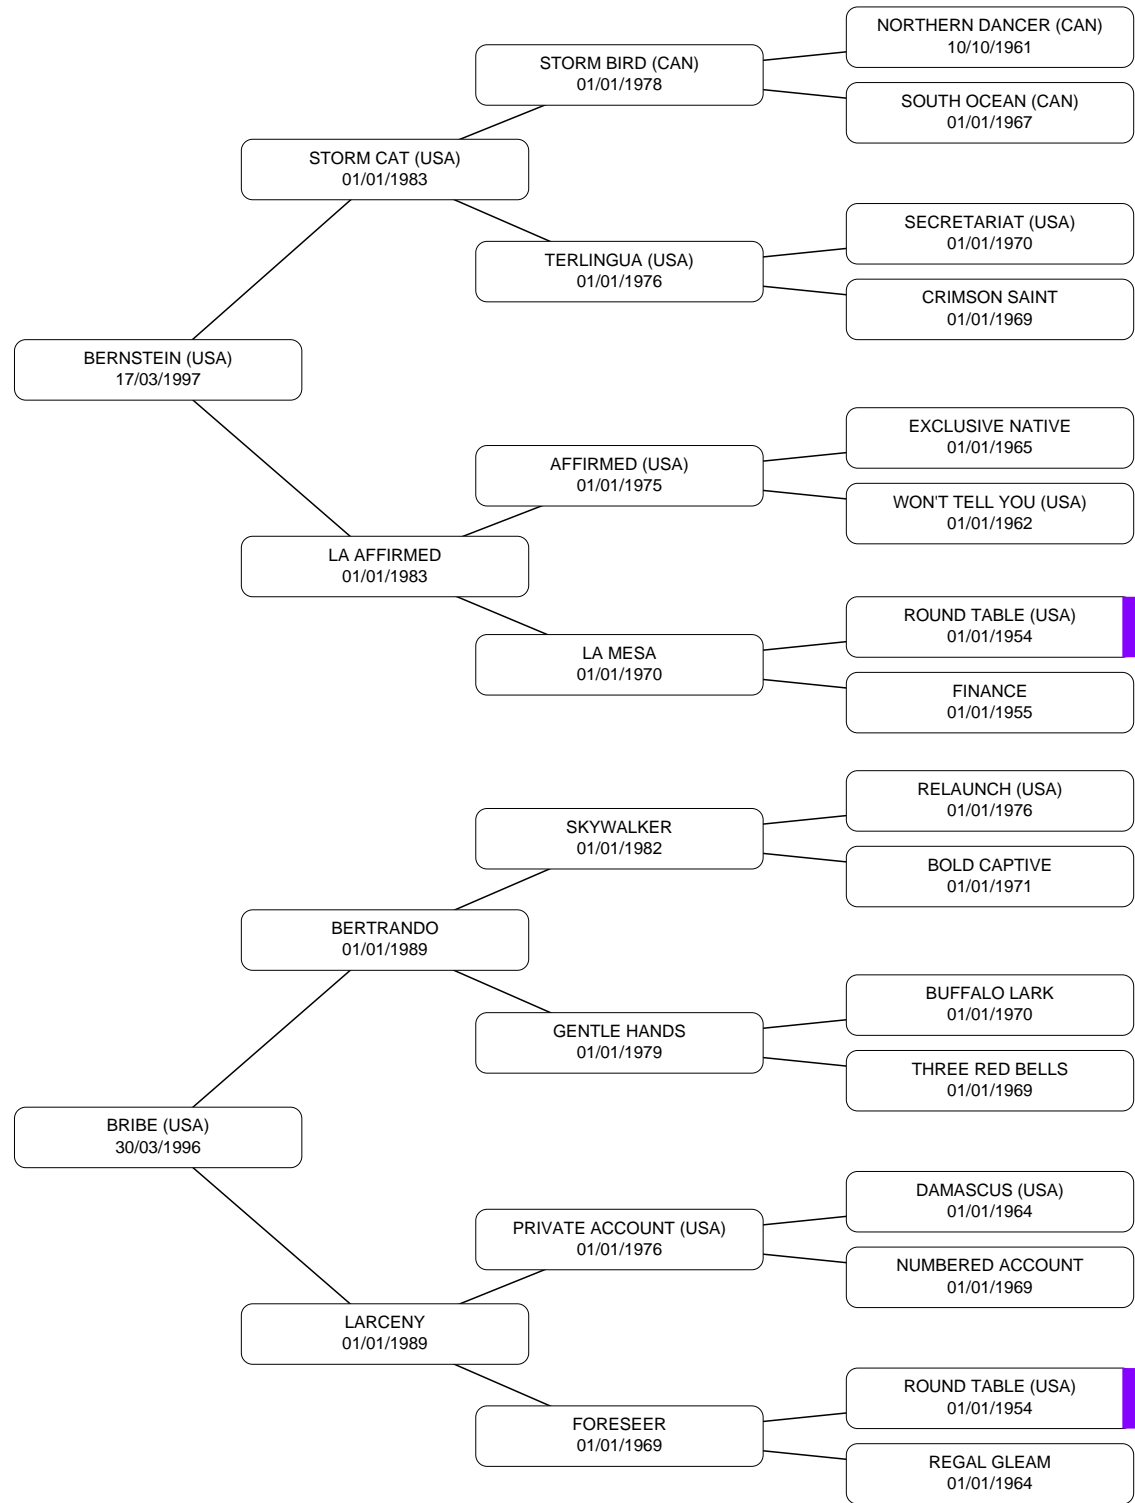 NORTHERN DANCER (CAN)
10/10/1961
STORM BIRD (CAN)
01/01/1978
SOUTH OCEAN (CAN)
01/01/1967
STORM CAT (USA)
01/01/1983
SECRETARIAT (USA)
01/01/1970
TERLINGUA (USA)
01/01/1976
CRIMSON SAINT
01/01/1969
BERNSTEIN (USA)
17/03/1997
EXCLUSIVE NATIVE
01/01/1965
AFFIRMED (USA)
01/01/1975
WON'T TELL YOU (USA)
01/01/1962
LA AFFIRMED
01/01/1983
ROUND TABLE (USA)
01/01/1954
LA MESA
01/01/1970
FINANCE
01/01/1955
RELAUNCH (USA)
01/01/1976
SKYWALKER
01/01/1982
BOLD CAPTIVE
01/01/1971
BERTRANDO
01/01/1989
BUFFALO LARK
01/01/1970
GENTLE HANDS
01/01/1979
THREE RED BELLS
01/01/1969
BRIBE (USA)
30/03/1996
DAMASCUS (USA)
01/01/1964
PRIVATE ACCOUNT (USA)
01/01/1976
NUMBERED ACCOUNT
01/01/1969
LARCENY
01/01/1989
ROUND TABLE (USA)
01/01/1954
FORESEER
01/01/1969
REGAL GLEAM
01/01/1964